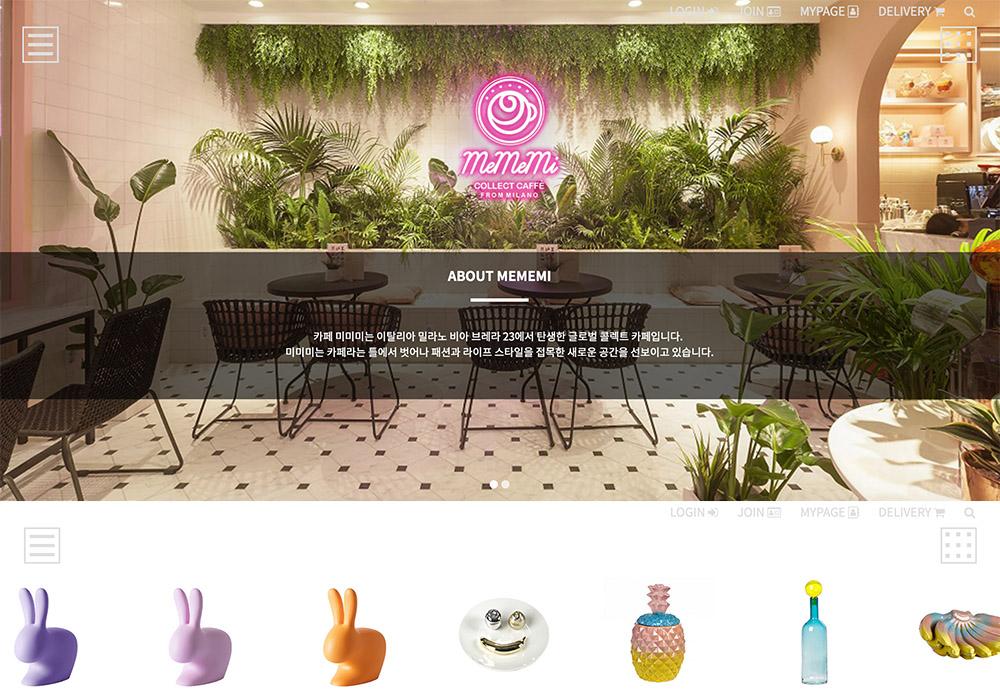 LOGIN JOIN MYPAGE DELIVERY
MeMeMi
COLLECT CAFFÈ
FROM MILANO
ABOUT MEMEMI
카페 미미미는 이탈리아 밀라노 비아 브레라 23에서 탄생한 글로벌 콜렉트 카페입니다.
미미미는 카페라는 틀에서 벗어나 패션과 라이프 스타일을 접목한 새로운 공간을 선보이고 있습니다.
LOGIN JOIN MYPAGE DELIVERY